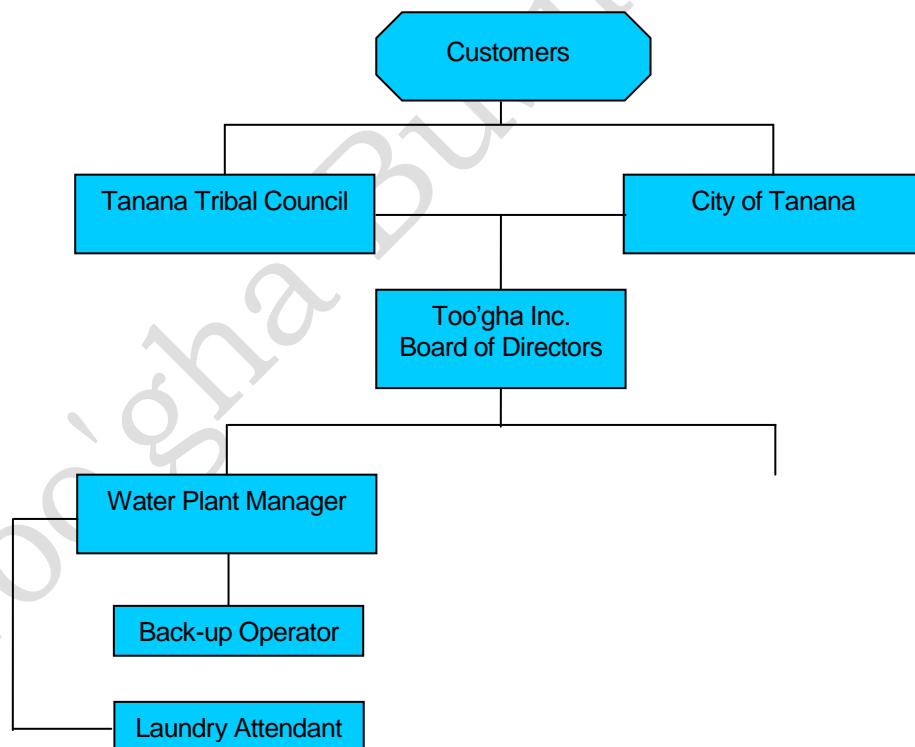 Customers
Tanana Tribal Council
City of Tanana
Too'gha Inc.
Board of Directors
Water Plant Manager
Back-up Operator
Laundry Attendant